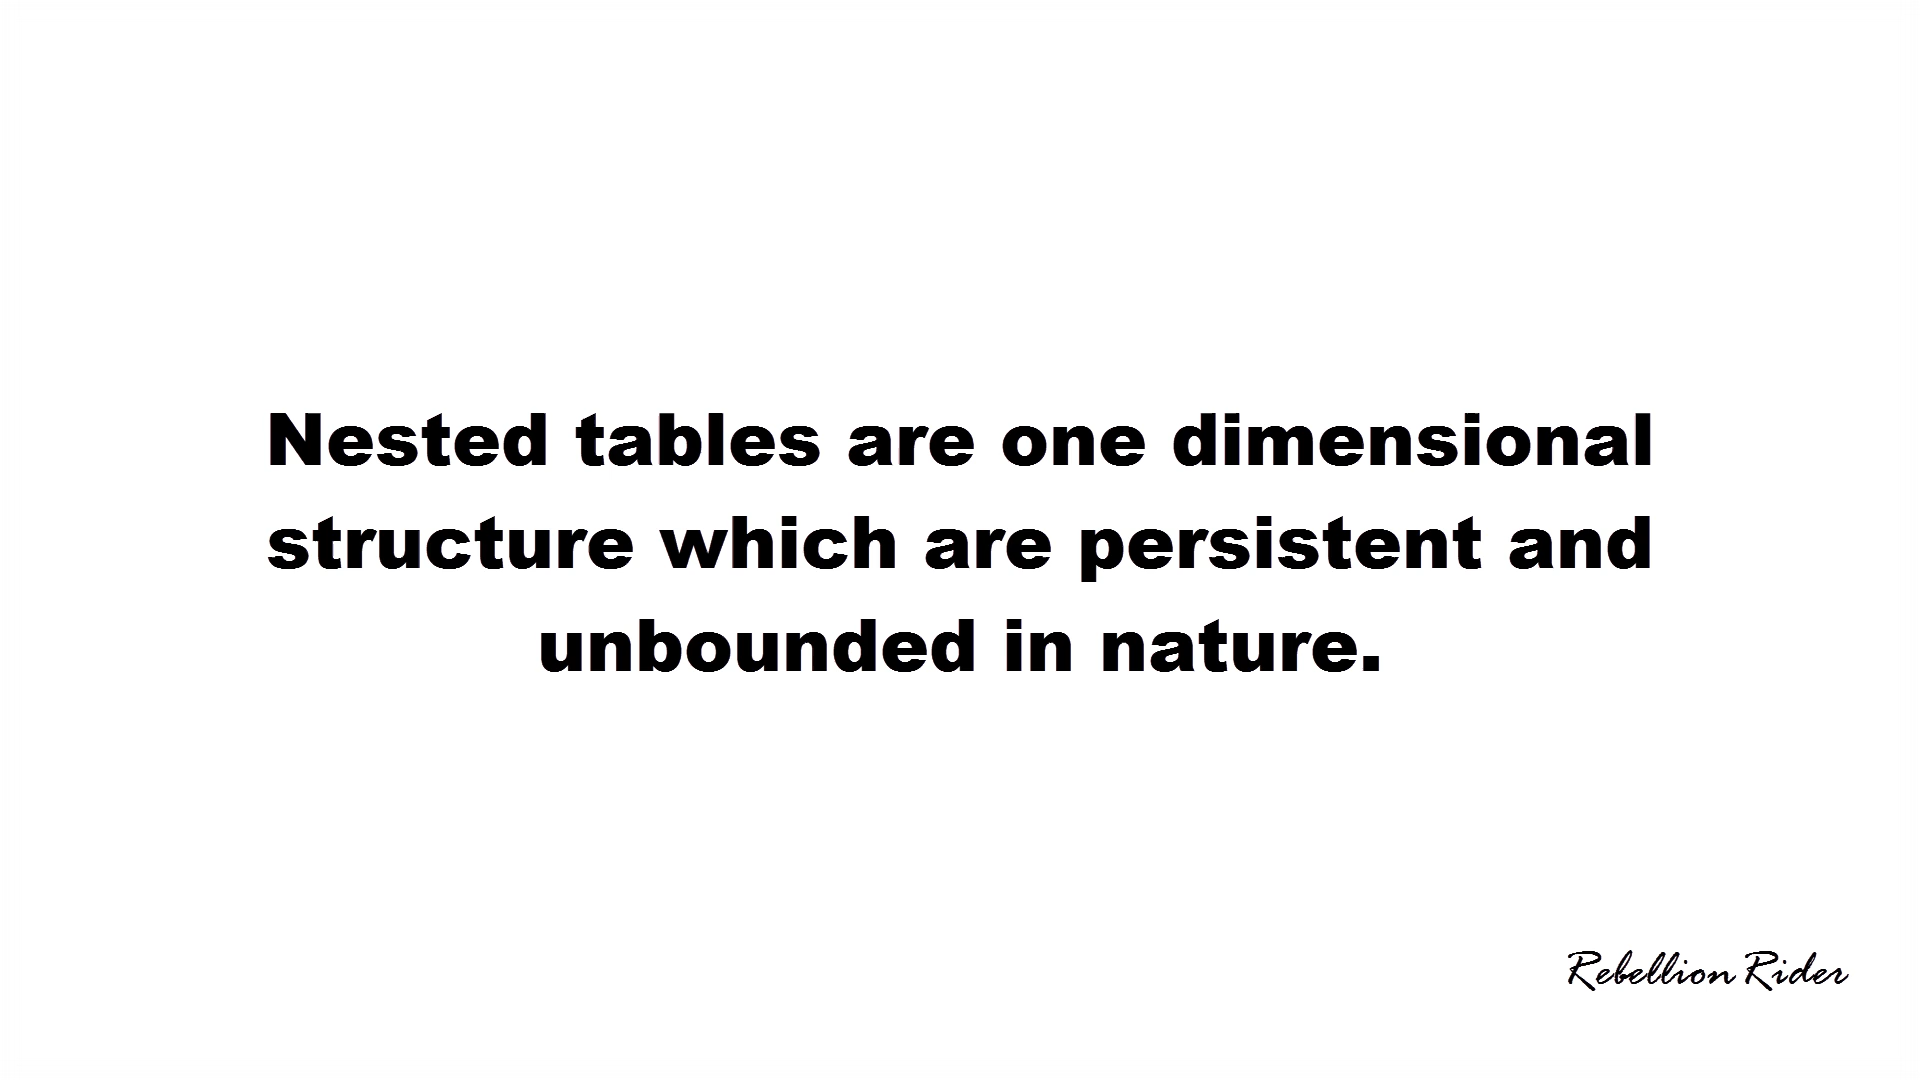 Nested tables are one dimensional
structure which are persistent and
unbounded in nature.
Rebellion Rider